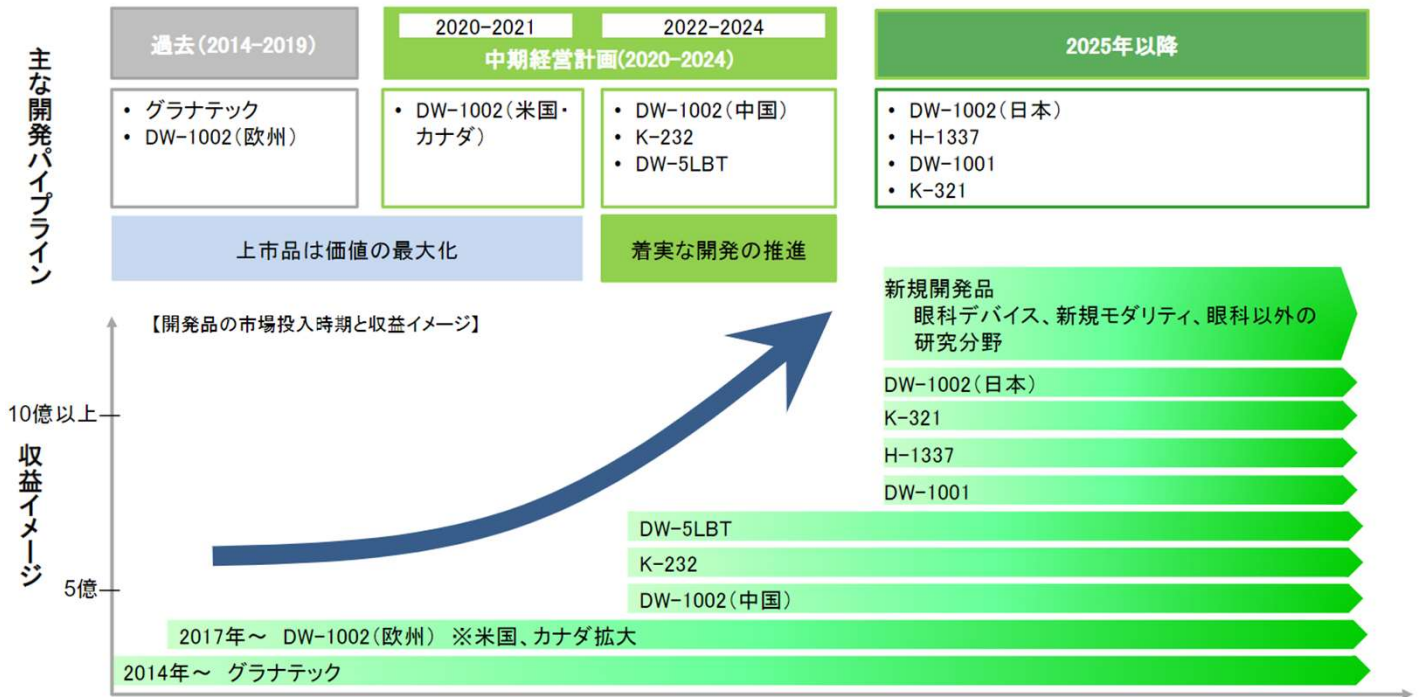 主な開発パイプライン
過去(2014-2019)
2020-2021
2022-2024
中期経営計画(2020-2024)
2025年以降
• グラナテック
• DW-1002(欧州)
• DW-1002(米国・
カナダ)
• DW-1002(中国)
• K-232
• DW-5LBT
• DW-1002(日本)
• H-1337
• DW-1001
• K-321
上市品は価値の最大化
着実な開発の推進
【開発品の市場投入時期と収益イメージ】
収益イメージ
10億以上
5億
新規開発品
眼科デバイス、新規モダリティ、眼科以外の
研究分野
DW-1002(日本)
K-321
H-1337
DW-1001
DW-5LBT
K-232
DW-1002(中国)
2017年～ DW-1002(欧州) ※米国、カナダ拡大
2014年～ グラナテック